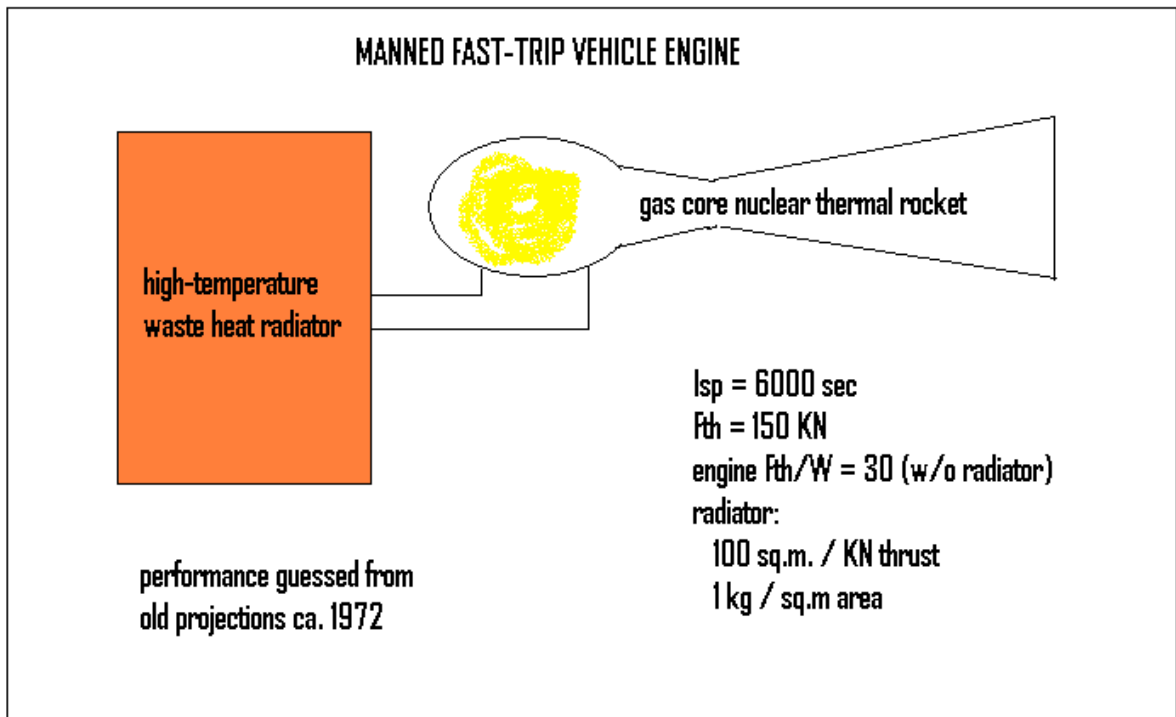 MANNED FAST-TRIP VEHICLE ENGINE
gas core nuclear thermal rocket
high-temperature
waste heat radiator
Isp = 6000 sec
Fth = 150 KN
engine Fth/W = 30 (w/o radiator)
radiator:
100 sq.m. / KN thrust
1 kg / sq.m area
performance guessed from
old projections ca. 1972